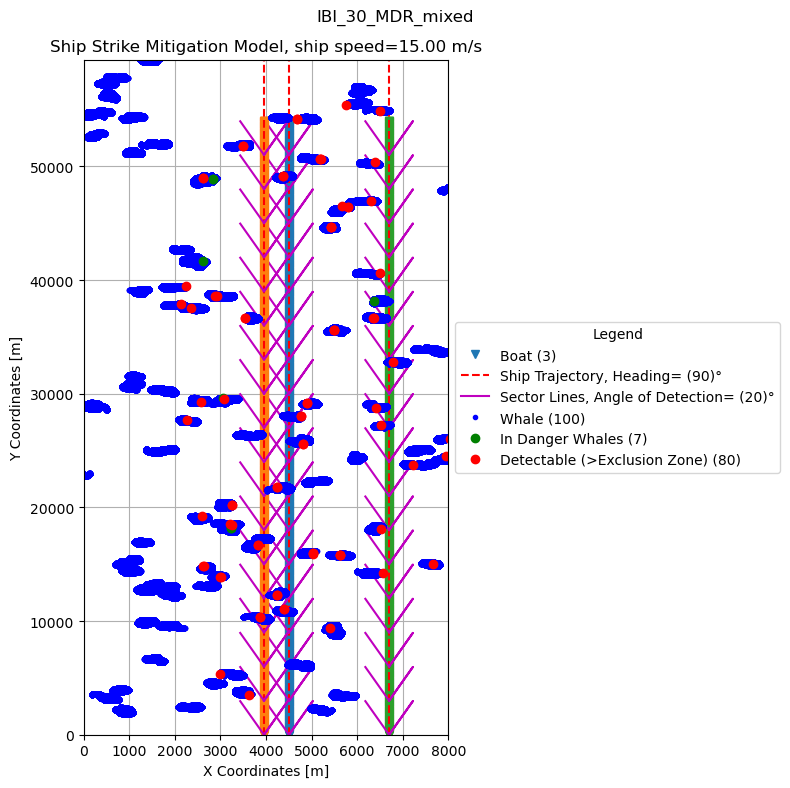 IBI_30_MDR_mixed
Ship Strike Mitigation Model, ship speed=15.00 m/s
50000
40000
30000
20000
10000
0
Y Coordinates [m]
0 1000 2000 3000 4000 5000 6000 7000 8000
X Coordinates [m]
Legend
Boat (3)
Ship Trajectory, Heading= (90)°
Sector Lines, Angle of Detection= (20)°
Whale (100)
In Danger Whales (7)
Detectable (>Exclusion Zone) (80)